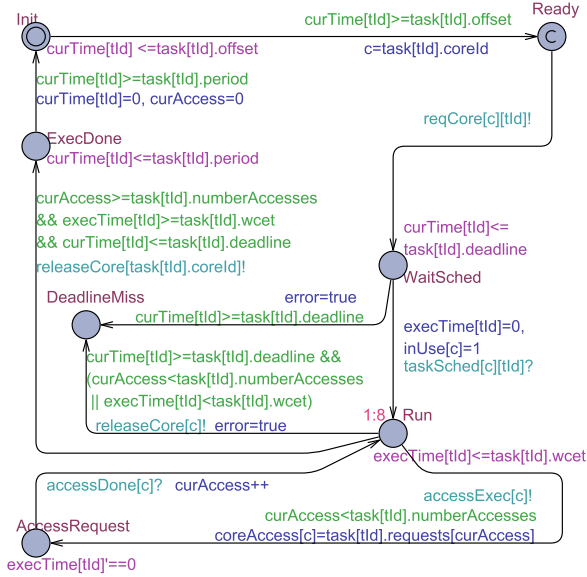 Init
curTime[tId]>=task[tId].offset
Ready
curTime[tId] <=task[tId].offset
c=task[tId].coreId
C
curTime[tId]>=task[tId].period
curTime[tId]=0, curAccess=0
reqCore[c][tId]!
ExecDone
curTime[tId]<=task[tId].period
curAccess>=task[tId].numberAccesses
&& execTime[tId]>=task[tId].wcet
&& curTime[tId]<=task[tId].deadline
releaseCore[task[tId].coreId]!
curTime[tId]<=
task[tId].deadline
WaitSched
DeadlineMiss
error=true
curTime[tId]>=task[tId].deadline
execTime[tId]=0,
inUse[c]=1
taskSched[c][tId]?
curTime[tId]>=task[tId].deadline &&
(curAccess<task[tId].numberAccesses
|| execTime[tId]<task[tId].wcet)
releaseCore[c]! error=true
1:8
Run
execTime[tId]<=task[tId].wcet
accessDone[c]? curAccess++
accessExec[c]!
curAccess<task[tId].numberAccesses
coreAccess[c]=task[tId].requests[curAccess]
AccessRequest
execTime[tId]'==0